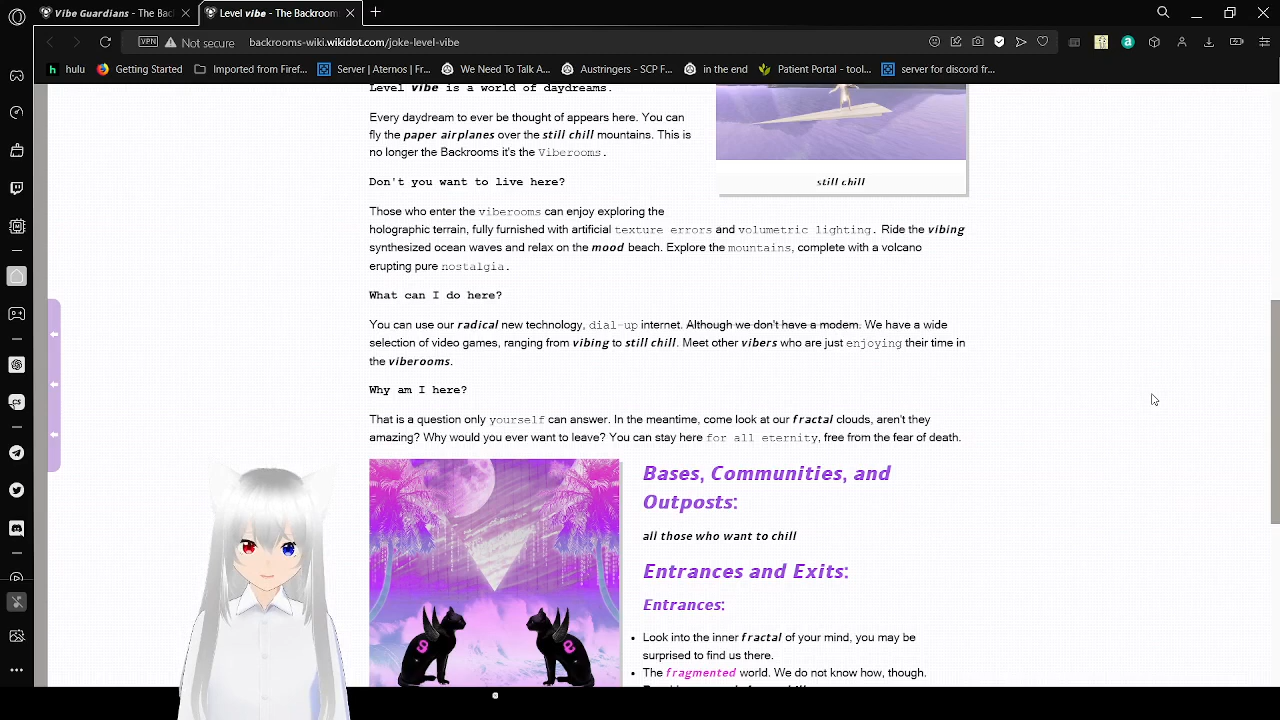 Vibe Guardians - The Bac
Level vibe - The Backroom
VPN
Not secure
backrooms-wiki.wikidot.com/joke-level-vibe
hulu
Getting Started
Imported from Firef...
Server | Aternos | Fr...
We Need To Talk A...
Austringers - SCP F...
in the end
Patient Portal - tool...
server for discord fr...
Level vibe is a world of daydreams.
Every daydream to ever be thought of appears here. You can
fly the paper airplanes over the still chill mountains. This is
no longer the Backrooms it's the Viberooms.
still chill
Don't you want to live here?
Those who enter the viberooms can enjoy exploring the
holographic terrain, fully furnished with artificial texture errors and volumetric lighting. Ride the vibing
synthesized ocean waves and relax on the mood beach. Explore the mountains, complete with a volcano
erupting pure nostalgia.
What can I do here?
You can use our radical new technology, dial-up internet. Although we don't have a modem. We have a wide
selection of video games, ranging from vibing to still chill. Meet other vibers who are just enjoying their time in
the viberooms.
Why am I here?
That is a question only yourself can answer. In the meantime, come look at our fractal clouds, aren't they
amazing? Why would you ever want to leave? You can stay here for all eternity, free from the fear of death.
Bases, Communities, and
Outposts:
all those who want to chill
Entrances and Exits:
Entrances:
Look into the inner fractal of your mind, you may be
surprised to find us there.
The fragmented world. We do not know how, though.